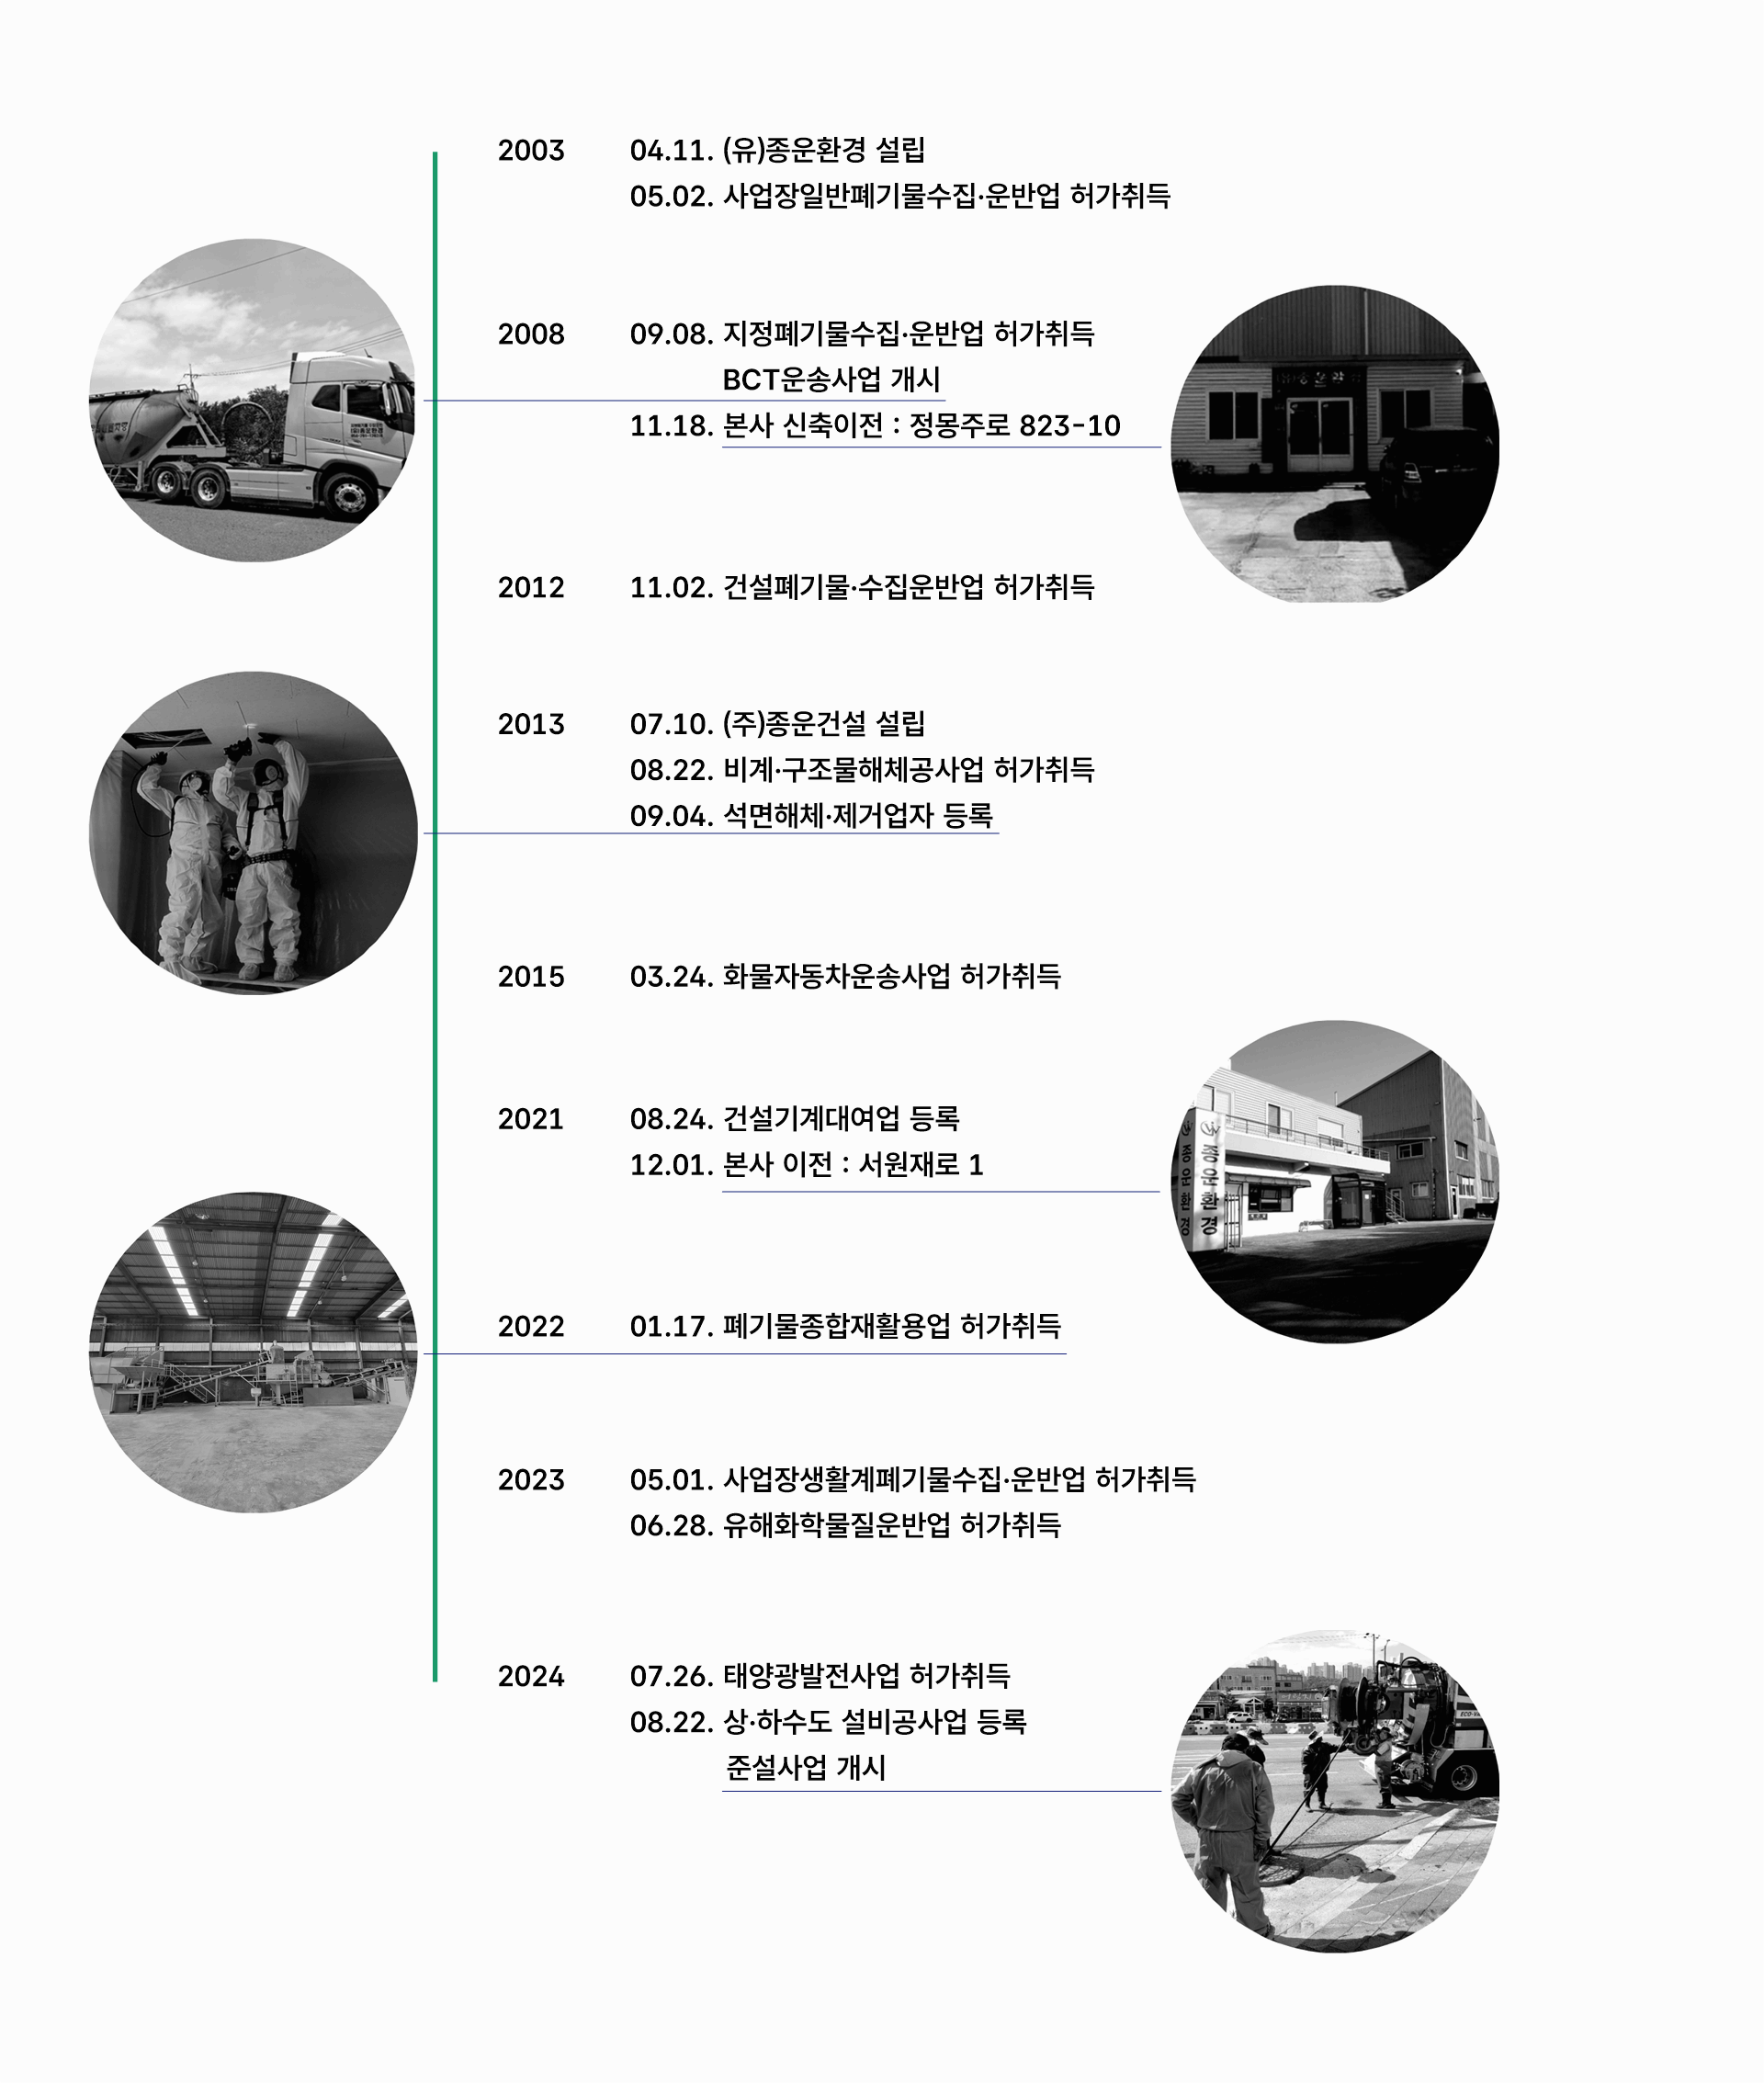 2003 04.11. (유)종운환경 설립
05.02. 사업장일반폐기물수집·운반업 허가취득
2008 09.08. 지정폐기물수집·운반업 허가취득
BCT운송사업 개시
11.18. 본사 신축이전 : 정몽주로 823-10
2012 11.02. 건설폐기물·수집운반업 허가취득
2013 07.10. (주)종운건설 설립
08.22. 비계·구조물해체공사업 허가취득
09.04. 석면해체·제거업자 등록
2015 03.24. 화물자동차운송사업 허가취득
2021 08.24. 건설기계대여업 등록
12.01. 본사 이전 : 서원재로 1
종운환경
종운환경
2022 01.17. 폐기물종합재활용업 허가취득
2023 05.01. 사업장생활계폐기물수집·운반업 허가취득
06.28. 유해화학물질운반업 허가취득
2024 07.26. 태양광발전사업 허가취득
08.22. 상·하수도 설비공사업 등록
준설사업 개시